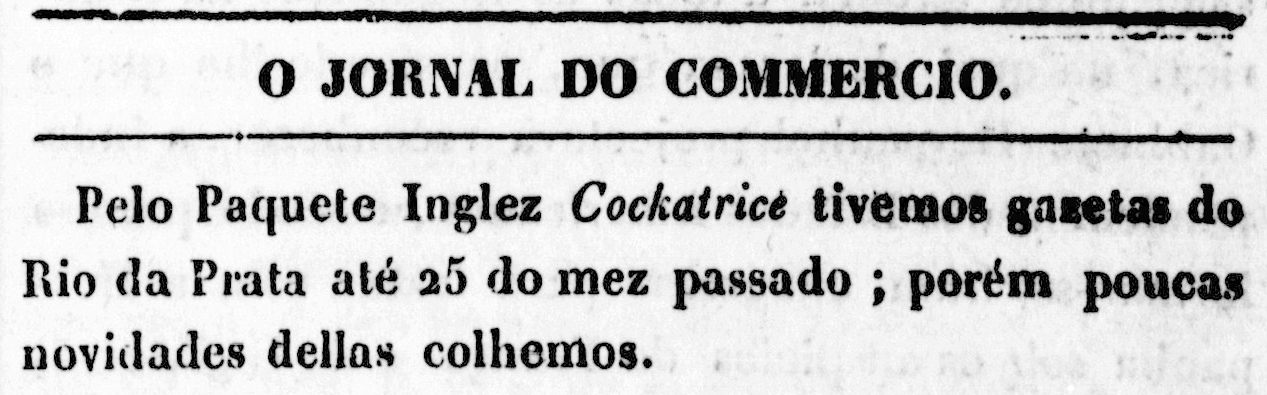 O JORNAL DO COMMERCIO.
Pelo Paquete Inglez Cockatrice tivemos gazetas do
Rio da Prata até 25 do mez passado ; porém poucas
novidades dellas colhemos.